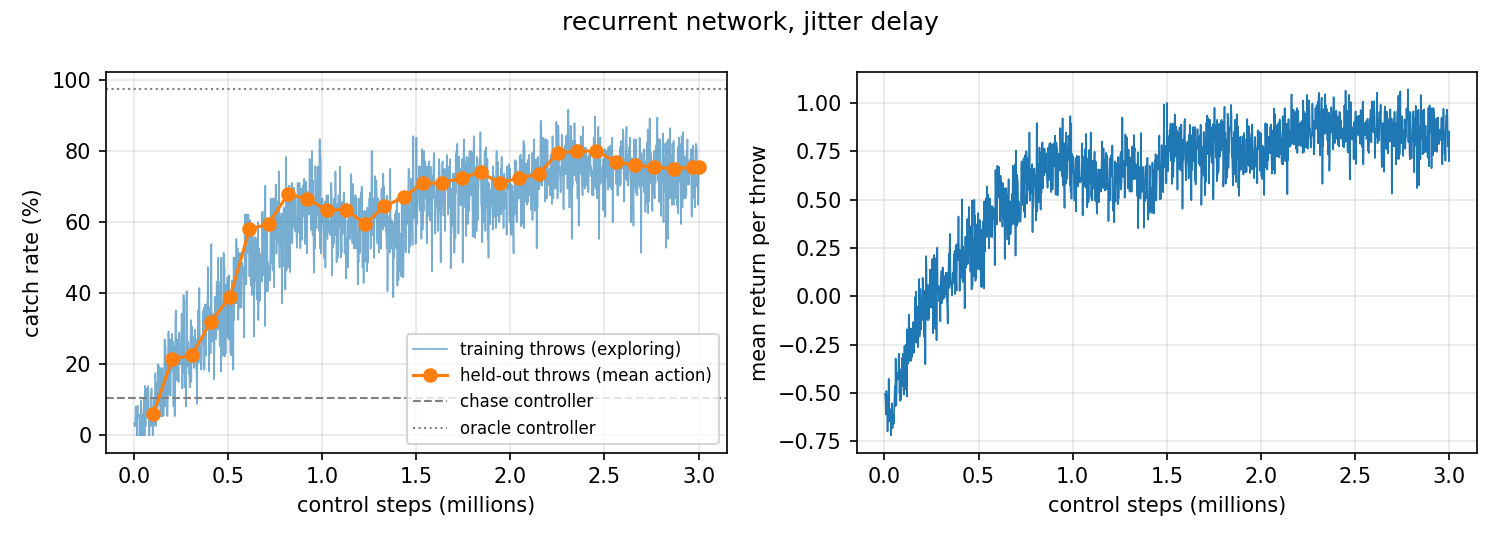 recurrent network, jitter delay
100
80
60
40
20
0
catch rate (%)
training throws (exploring)
held-out throws (mean action)
chase controller
oracle controller
0.0 0.5 1.0 1.5 2.0 2.5 3.0
control steps (millions)
1.00
0.75
0.50
0.25
0.00
−0.25
−0.50
−0.75
mean return per throw
0.0 0.5 1.0 1.5 2.0 2.5 3.0
control steps (millions)